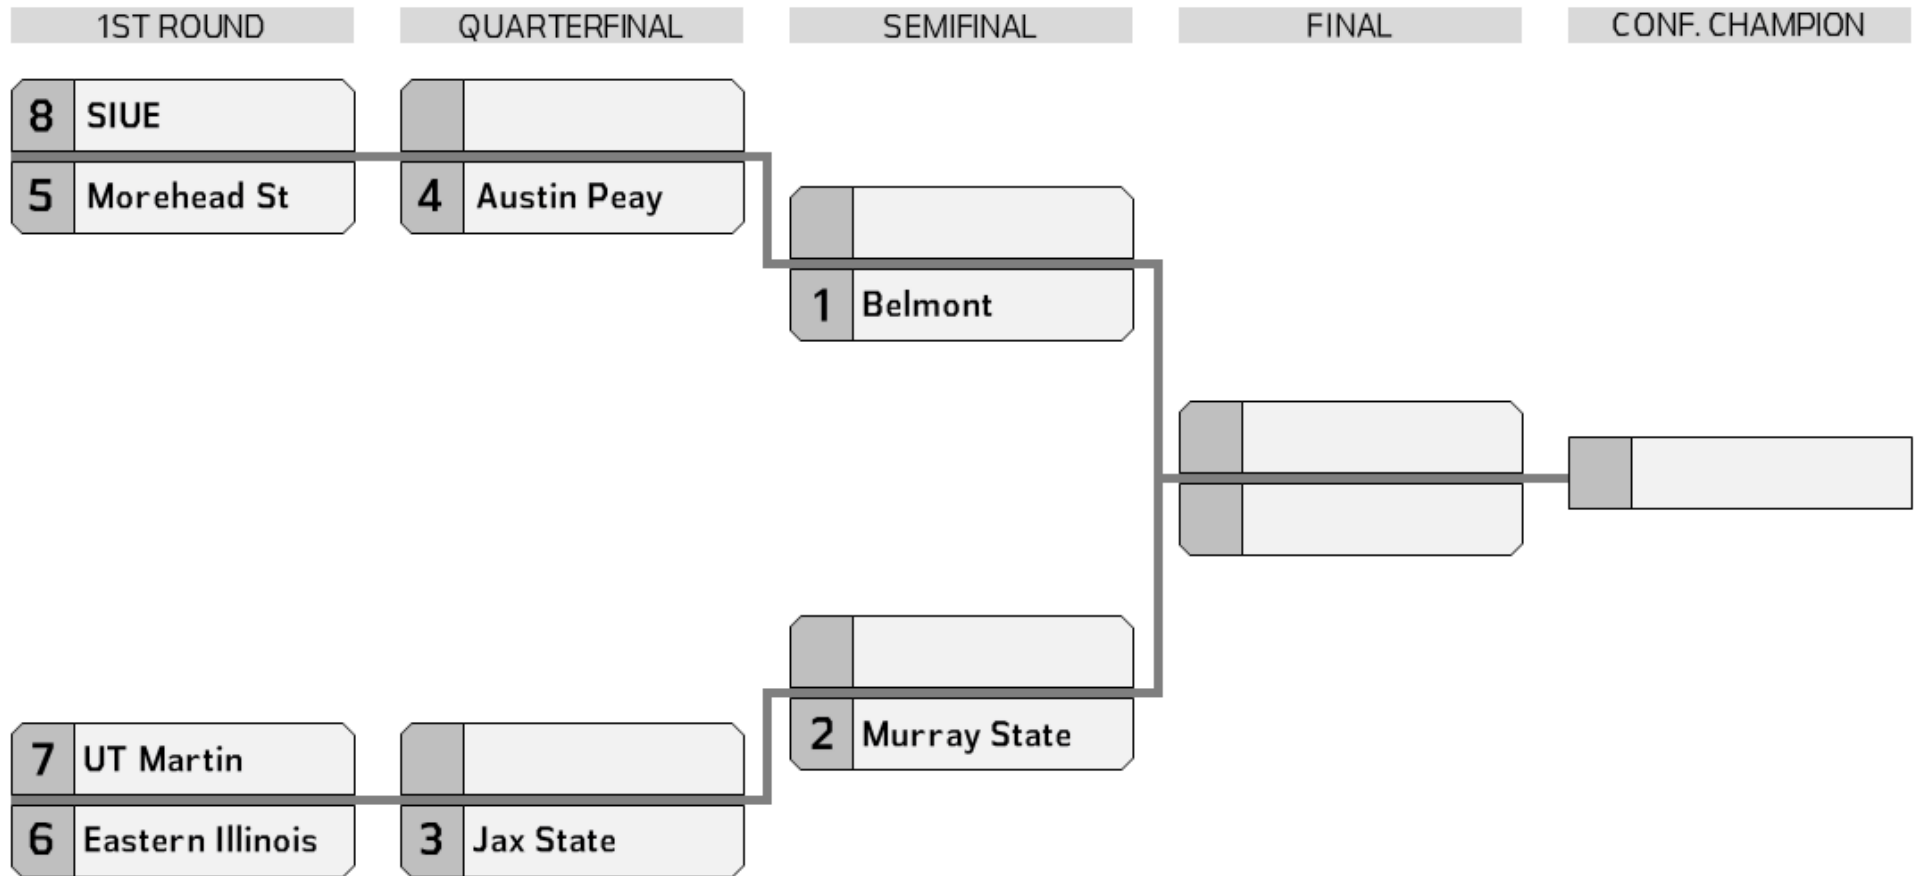 1ST ROUND QUARTERFINAL SEMIFINAL FINAL CONF. CHAMPION
8 SIUE
5 Morehead St 4 Austin Peay
1 Belmont
2 Murray State
7 UT Martin
6 Eastern Illinois 3 Jax State